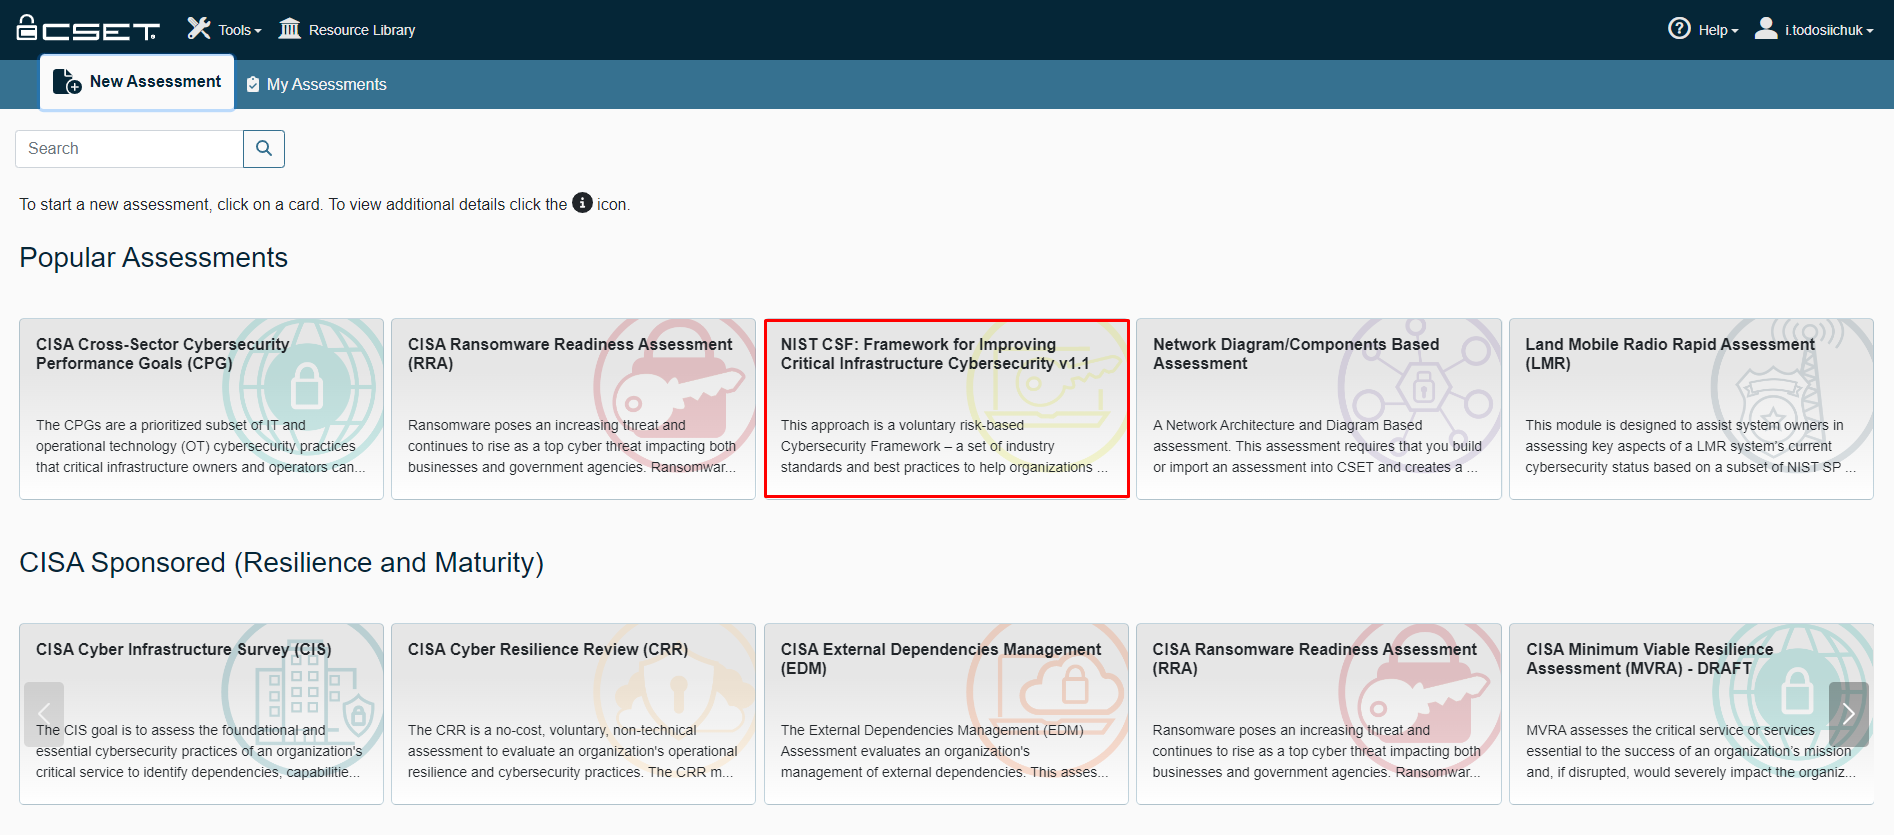 CSET
Tools
Resource Library
Help
i.todosiichuk
New Assessment
My Assessments
Search
To start a new assessment, click on a card. To view additional details click the i icon.
Popular Assessments
CISA Cross-Sector Cybersecurity
Performance Goals (CPG)
The CPGs are a prioritized subset of IT and
operational technology (OT) cybersecurity practices
that critical infrastructure owners and operators can...
CISA Ransomware Readiness Assessment
(RRA)
Ransomware poses an increasing threat and
continues to rise as a top cyber threat impacting both
businesses and government agencies. Ransomwar...
NIST CSF: Framework for Improving
Critical Infrastructure Cybersecurity v1.1
This approach is a voluntary risk-based
Cybersecurity Framework – a set of industry
standards and best practices to help organizations ...
Network Diagram/Components Based
Assessment
A Network Architecture and Diagram Based
assessment. This assessment requires that you build
or import an assessment into CSET and creates a ...
Land Mobile Radio Rapid Assessment
(LMR)
This module is designed to assist system owners in
assessing key aspects of a LMR system's current
cybersecurity status based on a subset of NIST SP ...
CISA Sponsored (Resilience and Maturity)
CISA Cyber Infrastructure Survey (CIS)
The CIS goal is to assess the foundational and
essential cybersecurity practices of an organization's
critical service to identify dependencies, capabilitie...
CISA Cyber Resilience Review (CRR)
The CRR is a no-cost, voluntary, non-technical
assessment to evaluate an organization's operational
resilience and cybersecurity practices. The CRR m...
CISA External Dependencies Management
(EDM)
The External Dependencies Management (EDM)
Assessment evaluates an organization's
management of external dependencies. This asses...
CISA Ransomware Readiness Assessment
(RRA)
Ransomware poses an increasing threat and
continues to rise as a top cyber threat impacting both
businesses and government agencies. Ransomwar...
CISA Minimum Viable Resilience
Assessment (MVRA) - DRAFT
MVRA assesses the critical service or services
essential to the success of an organization's mission
and, if disrupted, would severely impact the organiz...